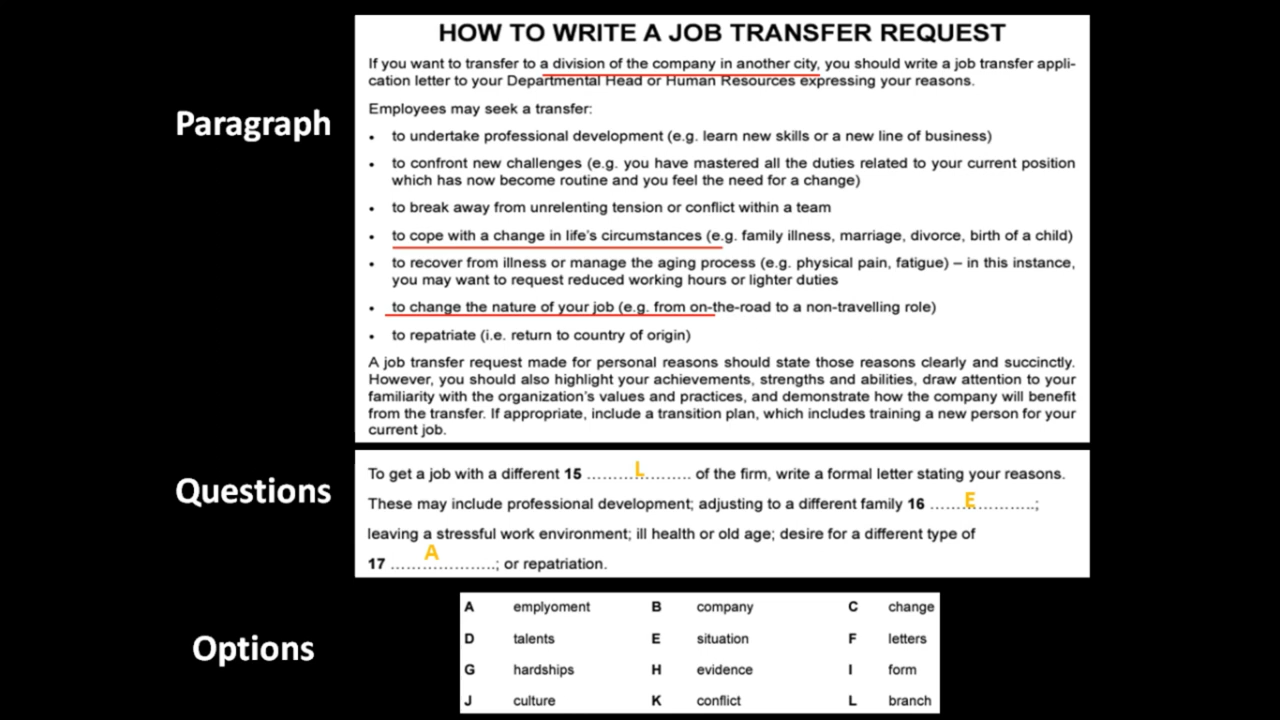 HOW TO WRITE A JOB TRANSFER REQUEST
If you want to transfer to a division of the company in another city, you should write a job transfer appli-
cation letter to your Departmental Head or Human Resources expressing your reasons.
Paragraph
Employees may seek a transfer:
• to undertake professional development (e.g. learn new skills or a new line of business)
• to confront new challenges (e.g. you have mastered all the duties related to your current position
which has now become routine and you feel the need for a change)
• to break away from unrelenting tension or conflict within a team
• to cope with a change in life's circumstances (e.g. family illness, marriage, divorce, birth of a child)
• to recover from illness or manage the aging process (e.g. physical pain, fatigue) – in this instance,
you may want to request reduced working hours or lighter duties
• to change the nature of your job (e.g. from on-the-road to a non-travelling role)
• to repatriate (i.e. return to country of origin)
A job transfer request made for personal reasons should state those reasons clearly and succinctly.
However, you should also highlight your achievements, strengths and abilities, draw attention to your
familiarity with the organization's values and practices, and demonstrate how the company will benefit
from the transfer. If appropriate, include a transition plan, which includes training a new person for your
current job.
Questions
To get a job with a different 15 ........L........ of the firm, write a formal letter stating your reasons.
These may include professional development; adjusting to a different family 16 ......E..........;
leaving a stressful work environment; ill health or old age; desire for a different type of
17 ......A..........; or repatriation.
Options
A emplyoment B company C change
D talents E situation F letters
G hardships H evidence I form
J culture K conflict L branch